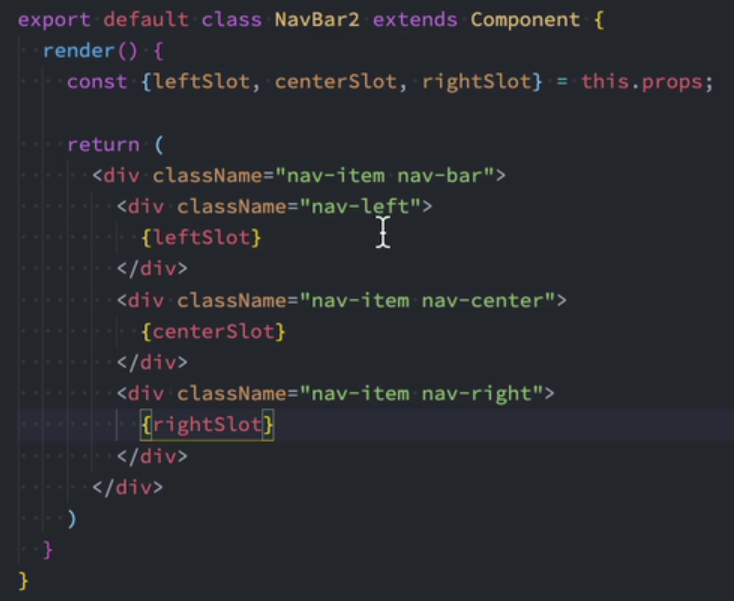 export default class NavBar2 extends Component {
render() {
const {leftSlot, centerSlot, rightSlot} = this.props;
return (
<div className="nav-item nav-bar">
<div className="nav-left">
{leftSlot}
</div>
<div className="nav-item nav-center">
{centerSlot}
</div>
<div className="nav-item nav-right">
{rightSlot}
</div>
</div>
)
}
}